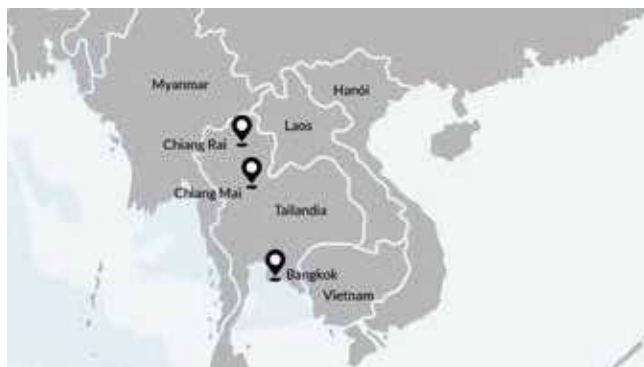 Myanmar
Hanói
Laos
Chiang Rai
Chiang Mai
Tailandia
Bangkok
Vietnam